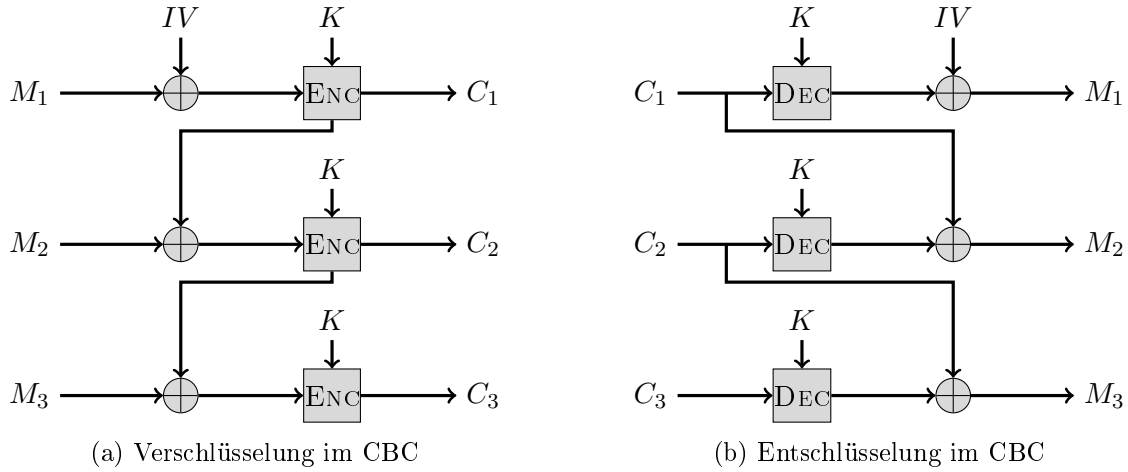 IV K K IV
M1 ENC C1 C1 DEC M1
K K
M2 ENC C2 C2 DEC M2
K K
M3 ENC C3 C3 DEC M3
(a) Verschlüsselung im CBC (b) Entschlüsselung im CBC